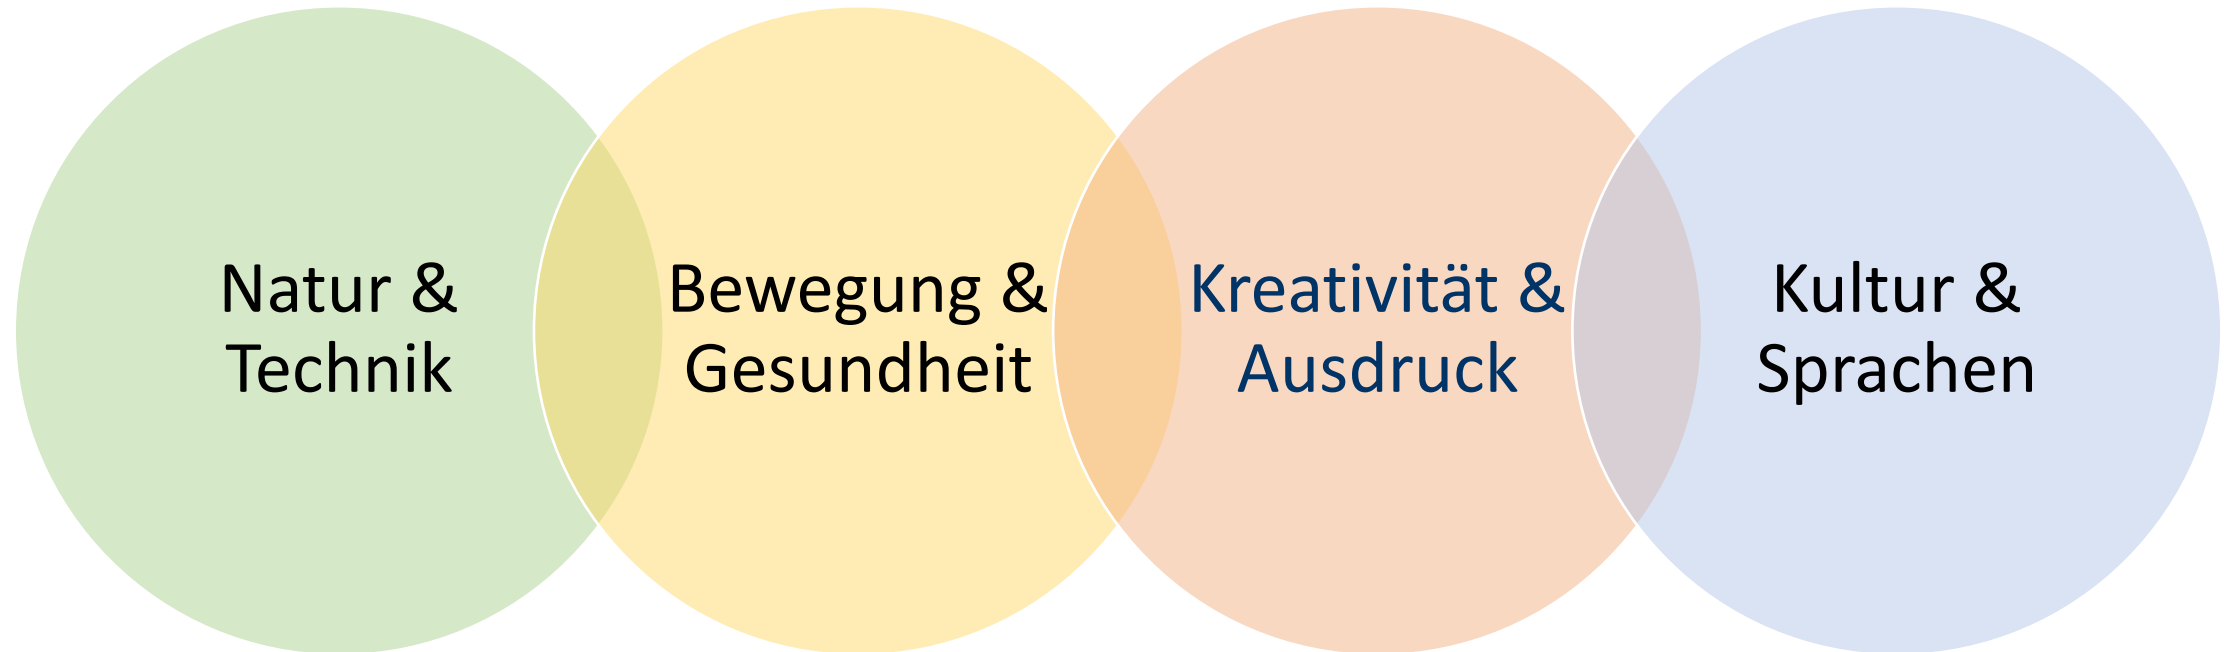 Natur &
Technik
Bewegung &
Gesundheit
Kreativität &
Ausdruck
Kultur &
Sprachen